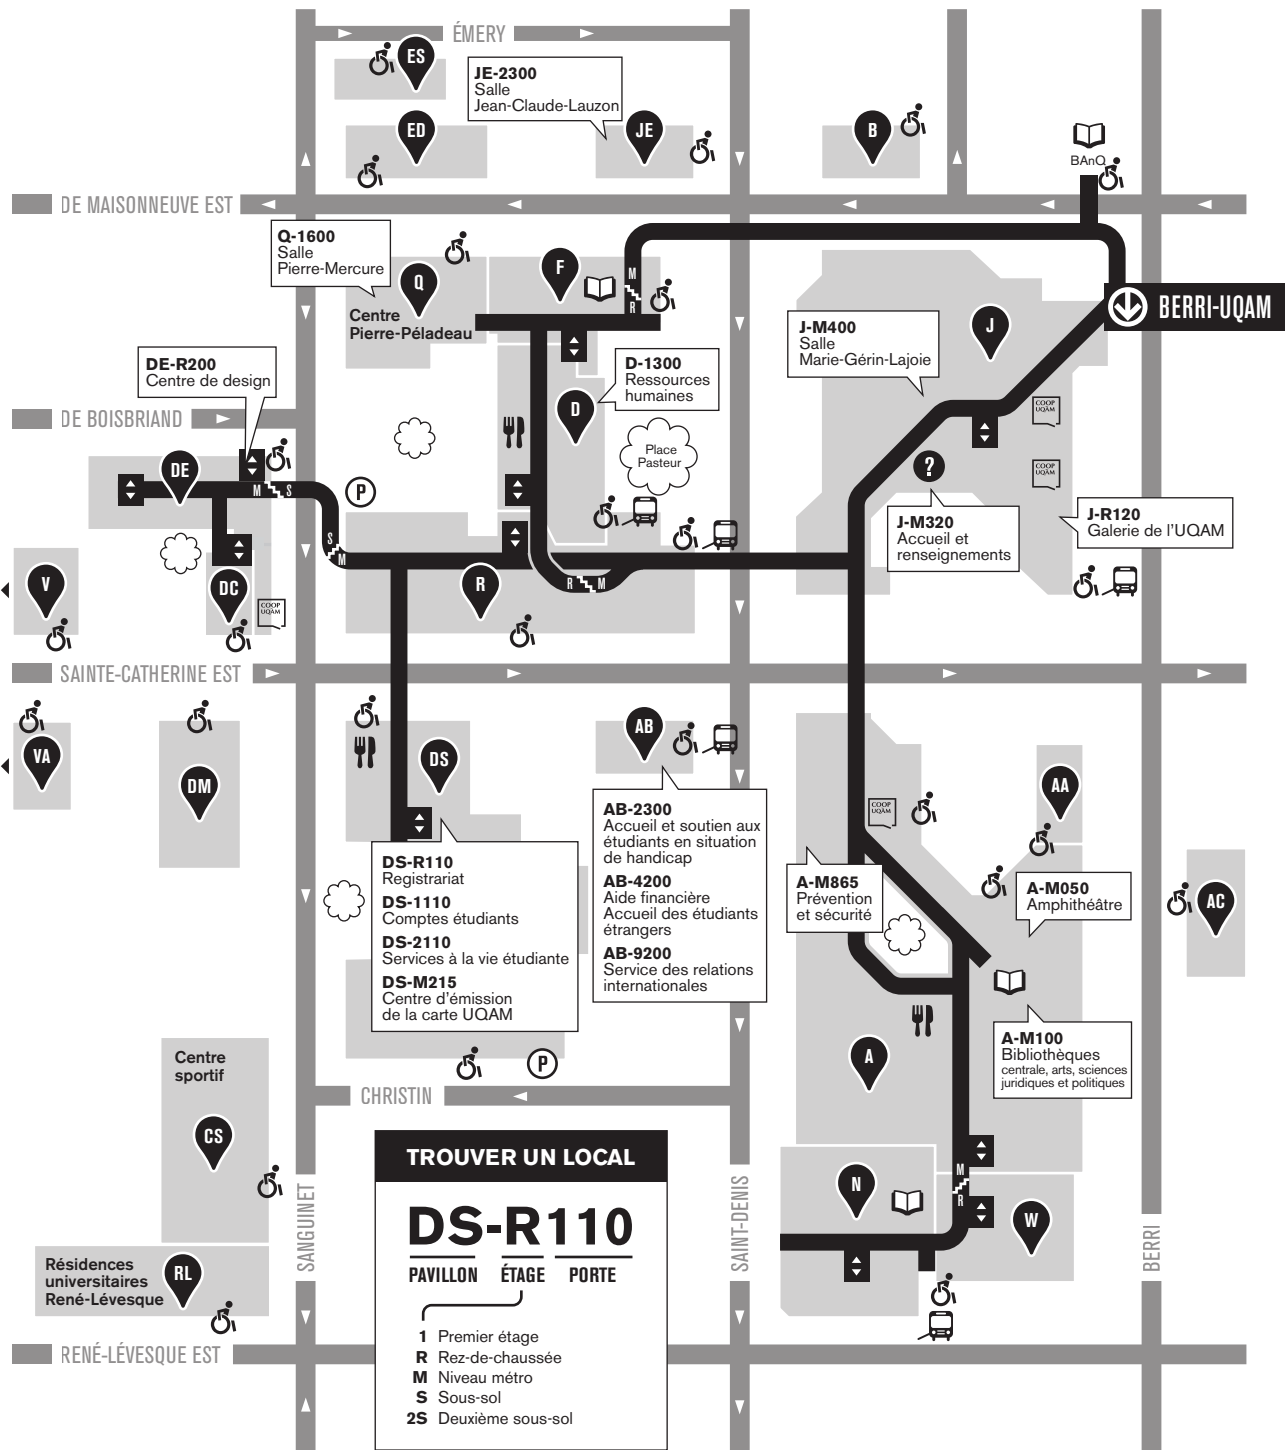 ÉMERY
ES
JE-2300
Salle
Jean-Claude-Lauzon
ED
JE
B
BAnQ
DE MAISONNEUVE EST
Q-1600
Salle
Pierre-Mercure
Q
F
M
R
Centre
Pierre-Péladeau
BERRI-UQAM
J
J-M400
Salle
Marie-Gérin-Lajoie
DE-R200
Centre de design
D-1300
Ressources
humaines
D
COOP
UQÀM
DE BOISBRIAND
Place
Pasteur
DE
M
S
P
?
COOP
UQÀM
J-M320
Accueil et
renseignements
J-R120
Galerie de l'UQAM
S
M
V
DC
COOP
UQÀM
R
R
M
SAINTE-CATHERINE EST
VA
DM
DS
AB
AA
COOP
UQÀM
AB-2300
Accueil et soutien aux
étudiants en situation
de handicap
AB-4200
Aide financière
Accueil des étudiants
étrangers
AB-9200
Service des relations
internationales
DS-R110
Registrariat
DS-1110
Comptes étudiants
DS-2110
Services à la vie étudiante
DS-M215
Centre d'émission
de la carte UQAM
A-M865
Prévention
et sécurité
A-M050
Amphithéâtre
AC
A-M100
Bibliothèques
centrale, arts, sciences
juridiques et politiques
A
P
Centre
sportif
CS
CHRISTIN
TROUVER UN LOCAL
DS-R110
PAVILLON ÉTAGE PORTE
1 Premier étage
R Rez-de-chaussée
M Niveau métro
S Sous-sol
2S Deuxième sous-sol
M
R
N
W
SANGUINET
SAINT-DENIS
BERRI
Résidences
universitaires
René-Lévesque
RL
RENÉ-LÉVESQUE EST